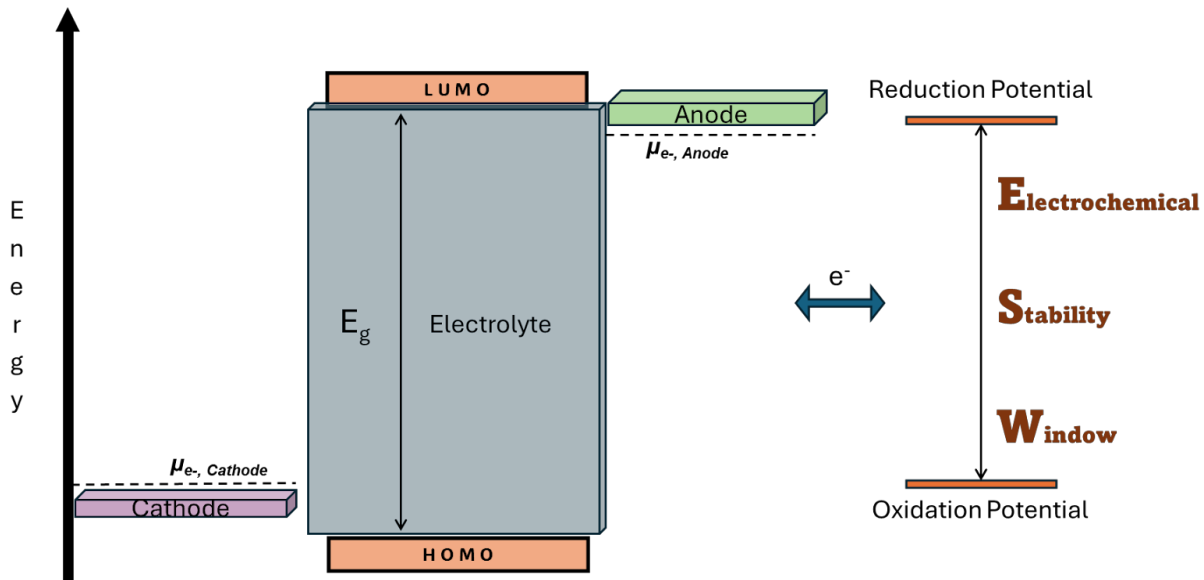 Energy
LUMO
Anode
μe-, Anode
Eg
Electrolyte
μe-, Cathode
Cathode
HOMO
e-
Reduction Potential
Electrochemical
Stability
Window
Oxidation Potential